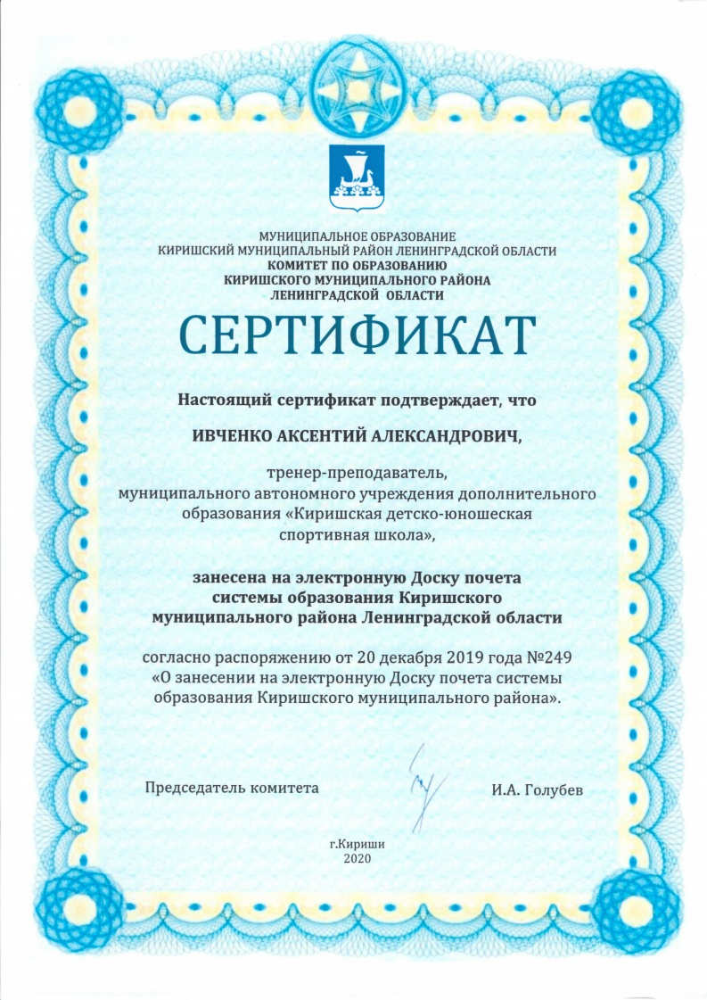 МУНИЦИПАЛЬНОЕ ОБРАЗОВАНИЕ
КИРИШСКИЙ МУНИЦИПАЛЬНЫЙ РАЙОН ЛЕНИНГРАДСКОЙ ОБЛАСТИ
КОМИТЕТ ПО ОБРАЗОВАНИЮ
КИРИШСКОГО МУНИЦИПАЛЬНОГО РАЙОНА
ЛЕНИНГРАДСКОЙ ОБЛАСТИ
СЕРТИФИКАТ
Настоящий сертификат подтверждает, что
ИВЧЕНКО АКСЕНТИЙ АЛЕКСАНДРОВИЧ,
тренер-преподаватель,
муниципального автономного учреждения дополнительного
образования «Киришская детско-юношеская
спортивная школа»,
занесена на электронную Доску почета
системы образования Киришского
муниципального района Ленинградской области
согласно распоряжению от 20 декабря 2019 года №249
«О занесении на электронную Доску почета системы
образования Киришского муниципального района».
Председатель комитета И.А. Голубев
г.Кириши
2020